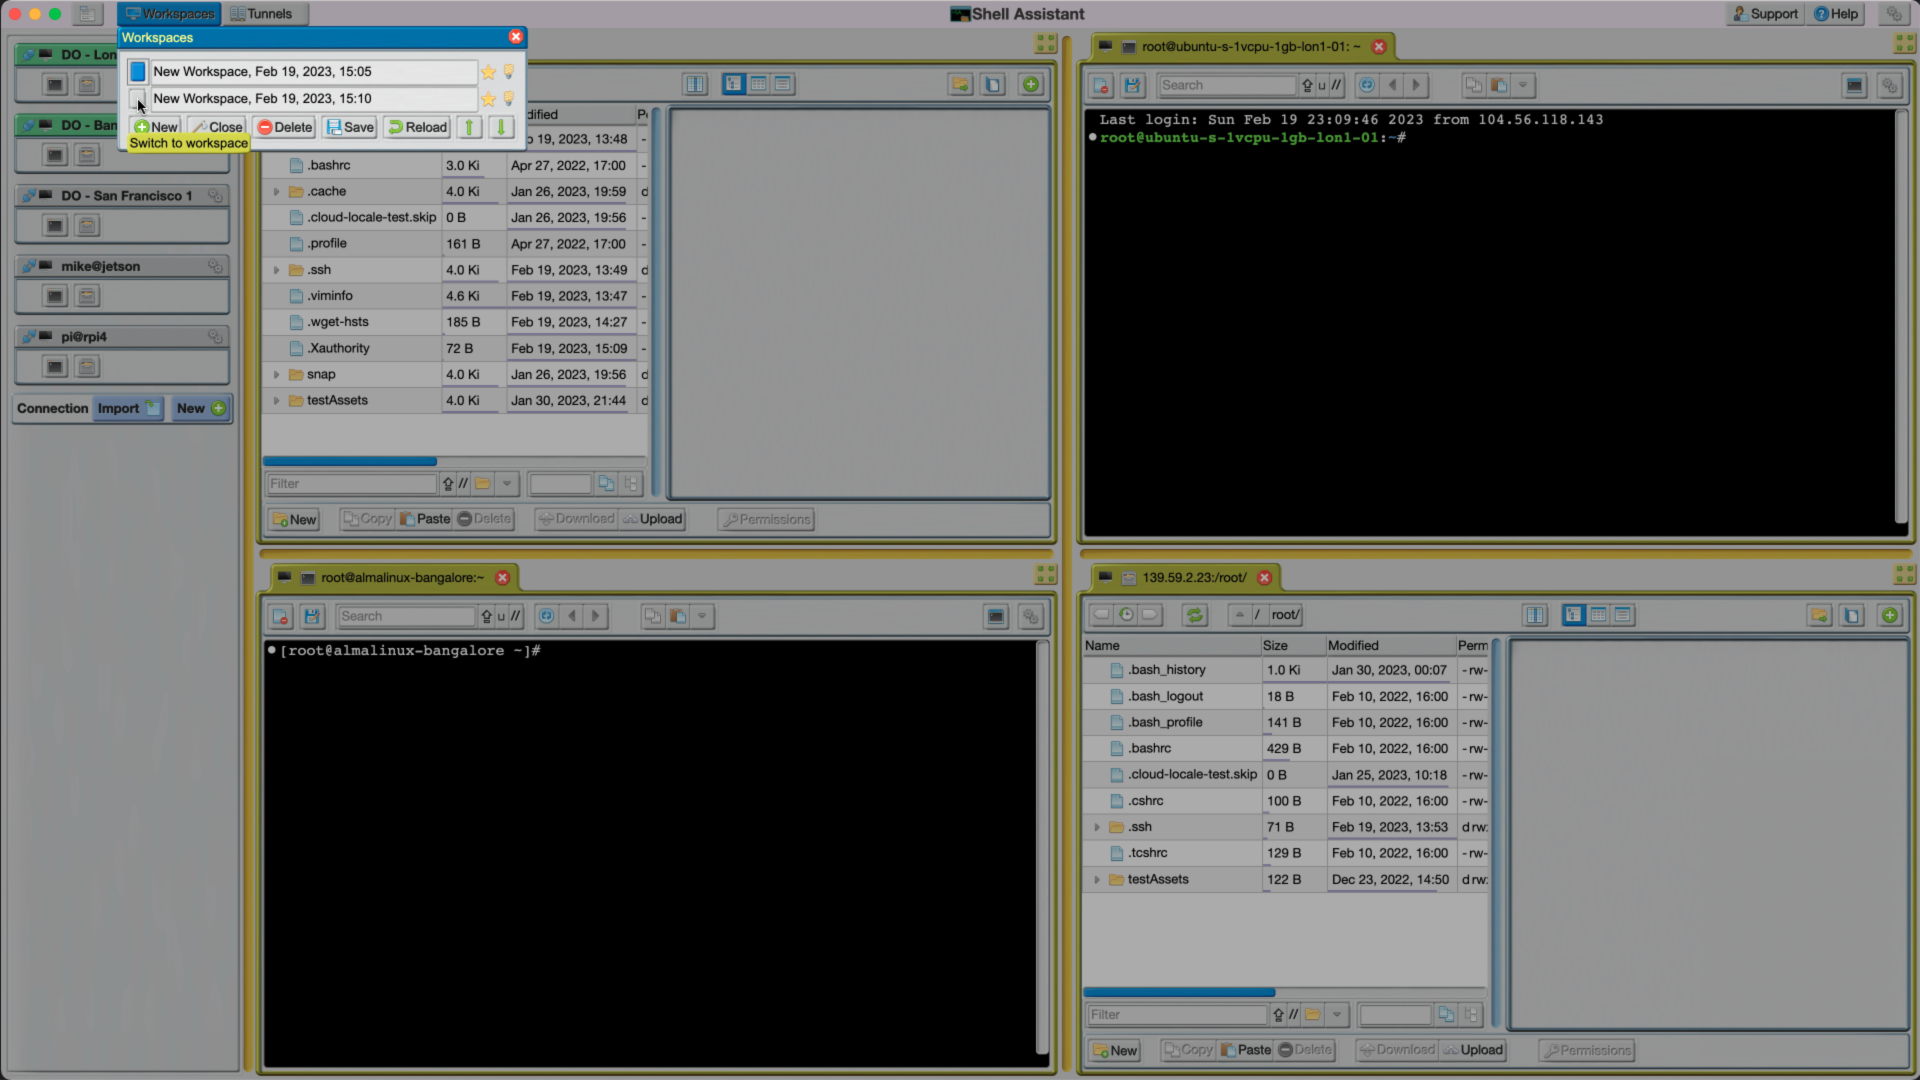 Workspaces
Tunnels
Shell Assistant
Support
Help
Workspaces
New Workspace, Feb 19, 2023, 15:05
New Workspace, Feb 19, 2023, 15:10
New
Close
Delete
Save
Reload
Switch to workspace
DO - Lon
DO - Ban
DO - San Francisco 1
mike@jetson
pi@rpi4
Connection
Import
New
dified
19, 2023, 13:48
.bashrc 3.0 Ki Apr 27, 2022, 17:00 -
.cache 4.0 Ki Jan 26, 2023, 19:59 d
.cloud-locale-test.skip 0 B Jan 26, 2023, 19:56 -
.profile 161 B Apr 27, 2022, 17:00 -
.ssh 4.0 Ki Feb 19, 2023, 13:49 d
.viminfo 4.6 Ki Feb 19, 2023, 13:47 -
.wget-hsts 185 B Feb 19, 2023, 14:27 -
.Xauthority 72 B Feb 19, 2023, 15:09 -
snap 4.0 Ki Jan 26, 2023, 19:56 d
testAssets 4.0 Ki Jan 30, 2023, 21:44 d
Filter //
New Copy Paste Delete Download Upload Permissions
root@ubuntu-s-1vcpu-1gb-lon1-01: ~
Search u //
Last login: Sun Feb 19 23:09:46 2023 from 104.56.118.143
root@ubuntu-s-1vcpu-1gb-lon1-01:~#
root@almalinux-bangalore:~
Search u //
[root@almalinux-bangalore ~]#
139.59.2.23:/root/
/ root/
Name Size Modified Perm
.bash_history 1.0 Ki Jan 30, 2023, 00:07 -rw-
.bash_logout 18 B Feb 10, 2022, 16:00 -rw-
.bash_profile 141 B Feb 10, 2022, 16:00 -rw-
.bashrc 429 B Feb 10, 2022, 16:00 -rw-
.cloud-locale-test.skip 0 B Jan 25, 2023, 10:18 -rw-
.cshrc 100 B Feb 10, 2022, 16:00 -rw-
.ssh 71 B Feb 19, 2023, 13:53 drw
.tcshrc 129 B Feb 10, 2022, 16:00 -rw-
testAssets 122 B Dec 23, 2022, 14:50 drw
Filter //
New Copy Paste Delete Download Upload Permissions